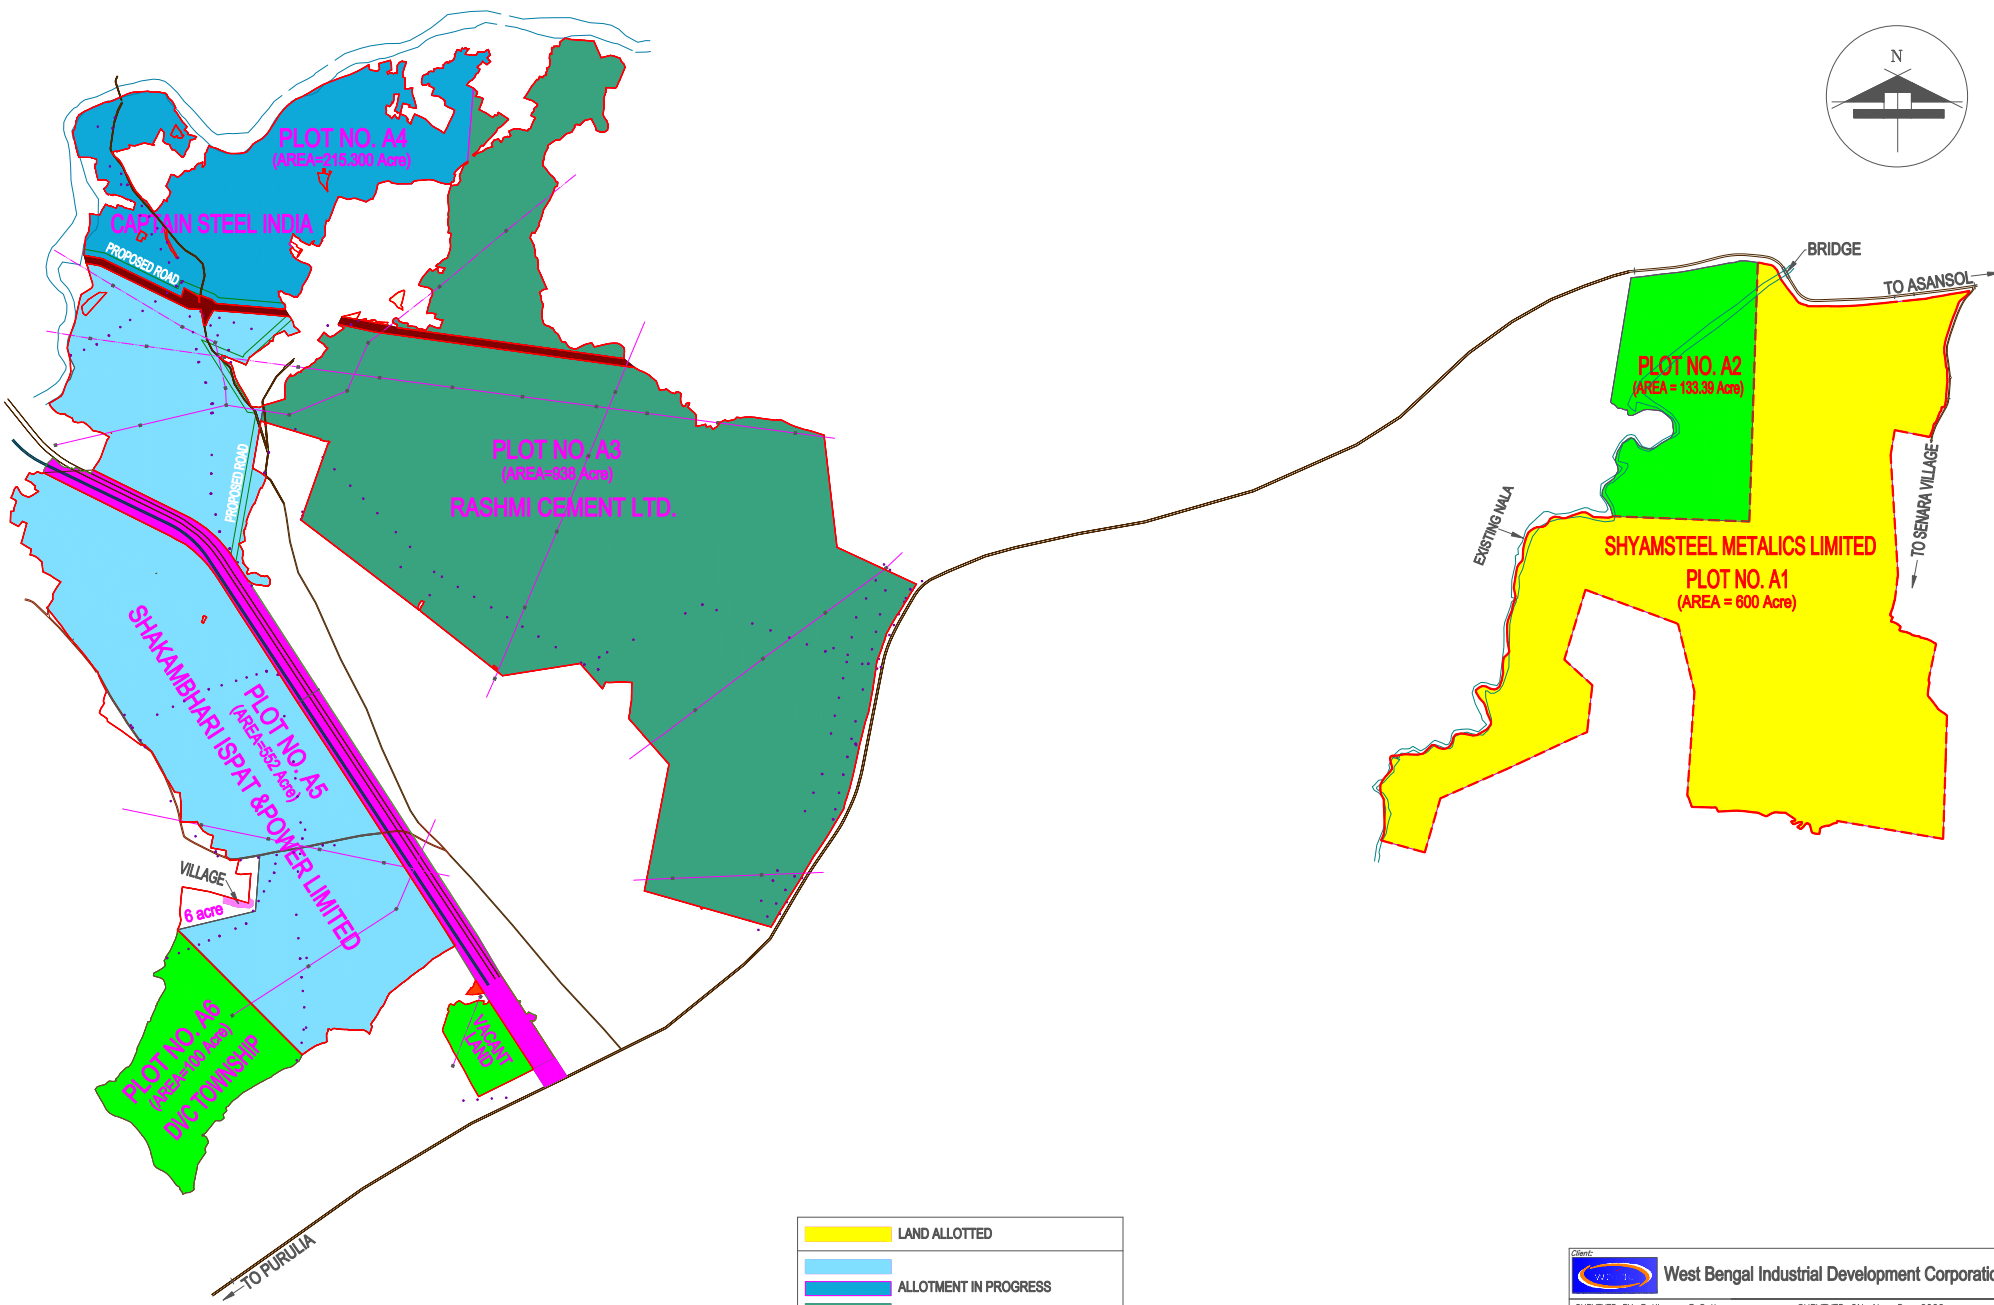 N
PLOT NO. A4
(AREA=215.300 Acre)
CAPTAIN STEEL INDIA
PROPOSED ROAD
BRIDGE
TO ASANSOL
PLOT NO. A2
(AREA = 133.39 Acre)
PLOT NO. A3
(AREA=938 Acre)
RASHMI CEMENT LTD.
PROPOSED ROAD
EXISTING NALA
TO SENARA VILLAGE
SHYAMSTEEL METALICS LIMITED
PLOT NO. A1
(AREA = 600 Acre)
PLOT NO. A5
(AREA=552 Acre)
SHAKAMBHARI ISPAT &POWER LIMITED
VILLAGE
6 acre
PLOT NO. A6
(AREA=100 Acre)
DVC TOWNSHIP
VACANT
LAND
TO PURULIA
LAND ALLOTTED
ALLOTMENT IN PROGRESS
Client:
West Bengal Industrial Development Corporatio